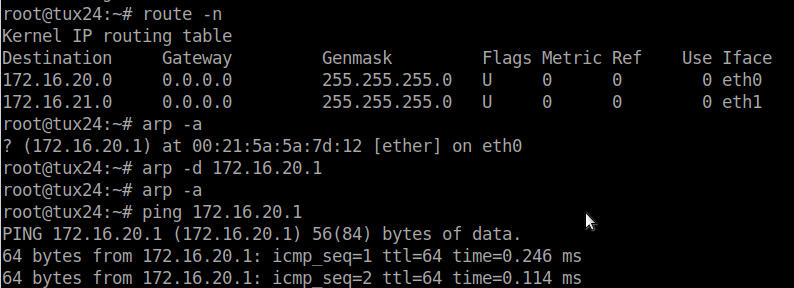 root@tux24:~# route -n
Kernel IP routing table
Destination     Gateway         Genmask         Flags Metric Ref    Use Iface
172.16.20.0     0.0.0.0         255.255.255.0   U     0      0        0 eth0
172.16.21.0     0.0.0.0         255.255.255.0   U     0      0        0 eth1
root@tux24:~# arp -a
? (172.16.20.1) at 00:21:5a:5a:7d:12 [ether] on eth0
root@tux24:~# arp -d 172.16.20.1
root@tux24:~# arp -a
root@tux24:~# ping 172.16.20.1
PING 172.16.20.1 (172.16.20.1) 56(84) bytes of data.
64 bytes from 172.16.20.1: icmp_seq=1 ttl=64 time=0.246 ms
64 bytes from 172.16.20.1: icmp_seq=2 ttl=64 time=0.114 ms